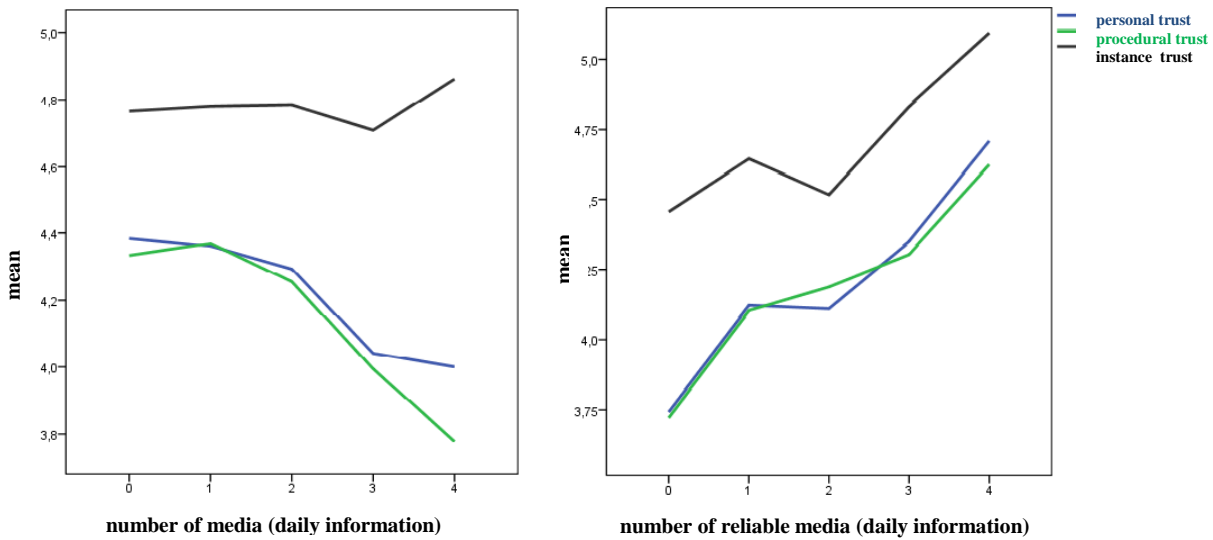 5,0
4,8
4,6
4,4
4,2
4,0
3,8
mean
0 1 2 3 4
number of media (daily information)
5,0
4,75
,5
25
4,0
3,75
mean
0 1 2 3 4
number of reliable media (daily information)
personal trust
procedural trust
instance trust